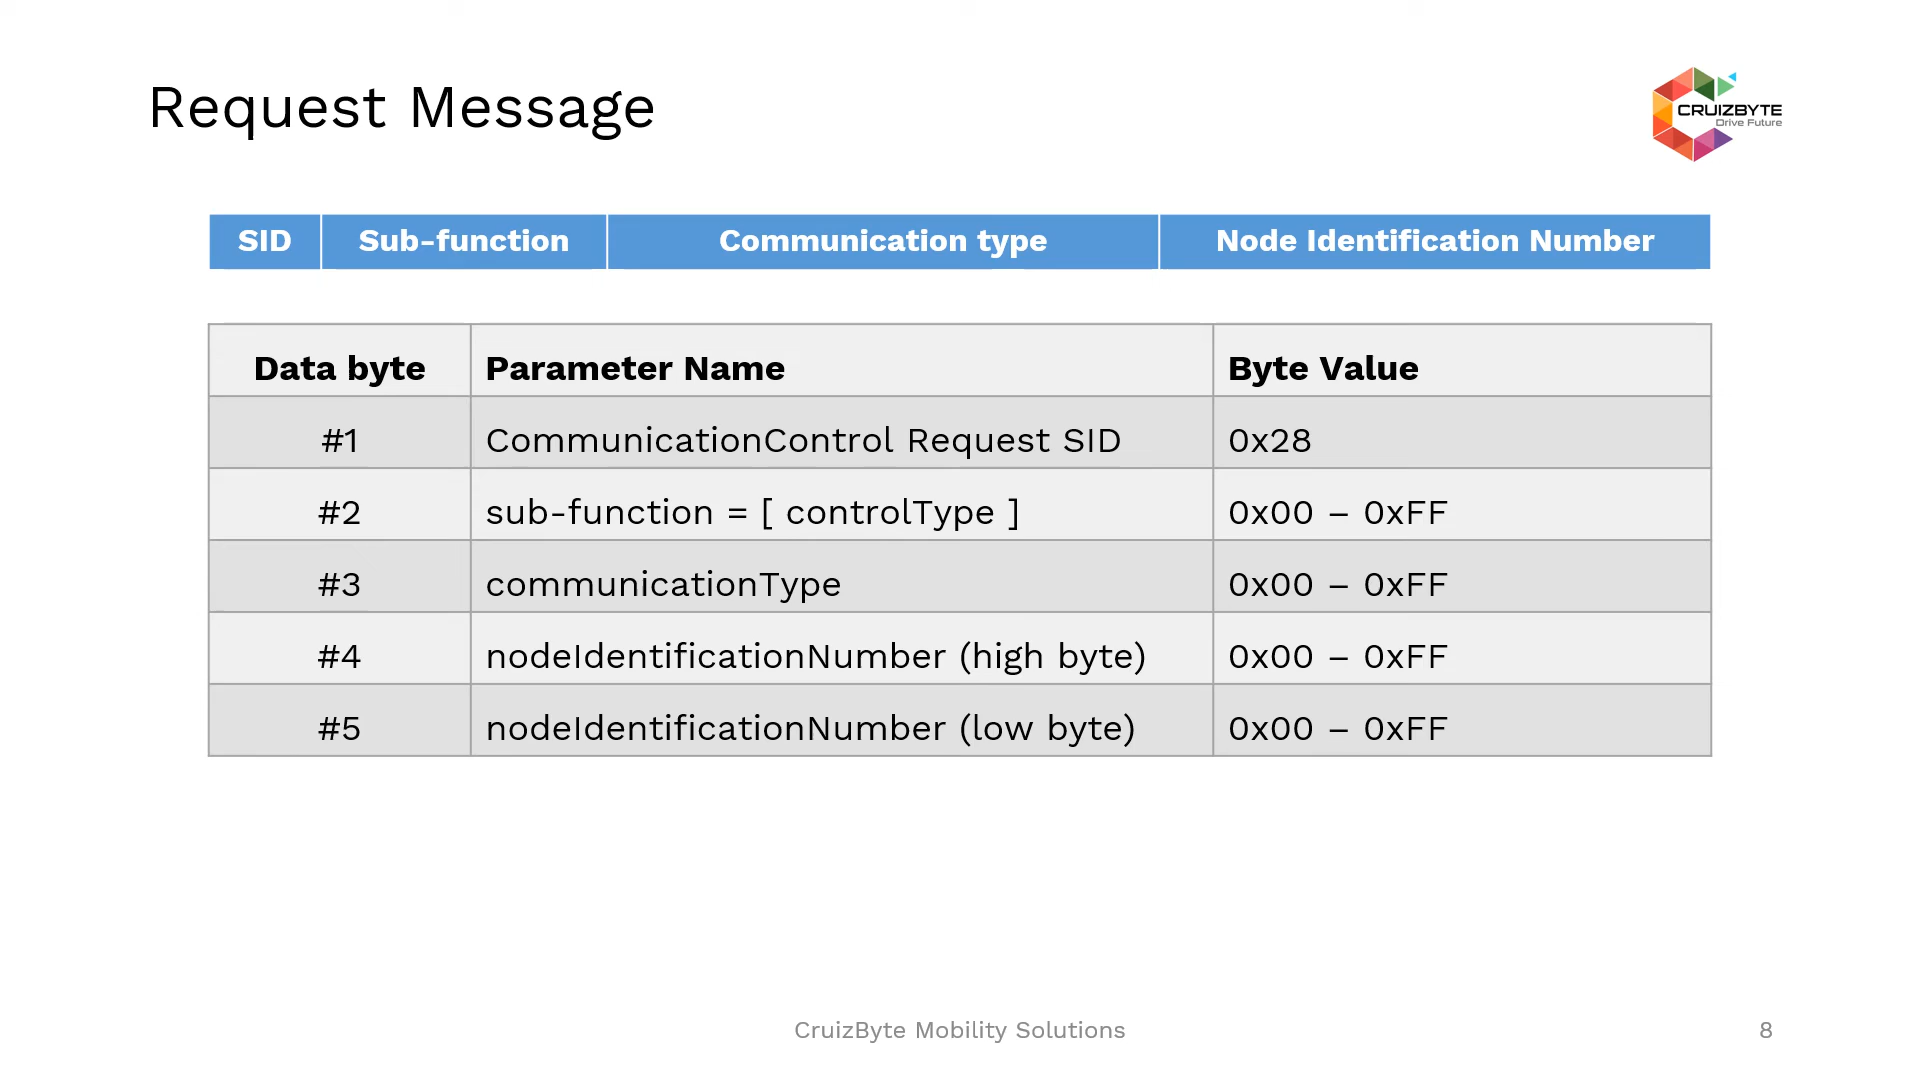 Request Message
CRUIZBYTE
Drive Future
SID Sub-function Communication type Node Identification Number
Data byte Parameter Name Byte Value
#1 CommunicationControl Request SID 0x28
#2 sub-function = [ controlType ] 0x00 – 0xFF
#3 communicationType 0x00 – 0xFF
#4 nodeIdentificationNumber (high byte) 0x00 – 0xFF
#5 nodeIdentificationNumber (low byte) 0x00 – 0xFF
CruizByte Mobility Solutions 8